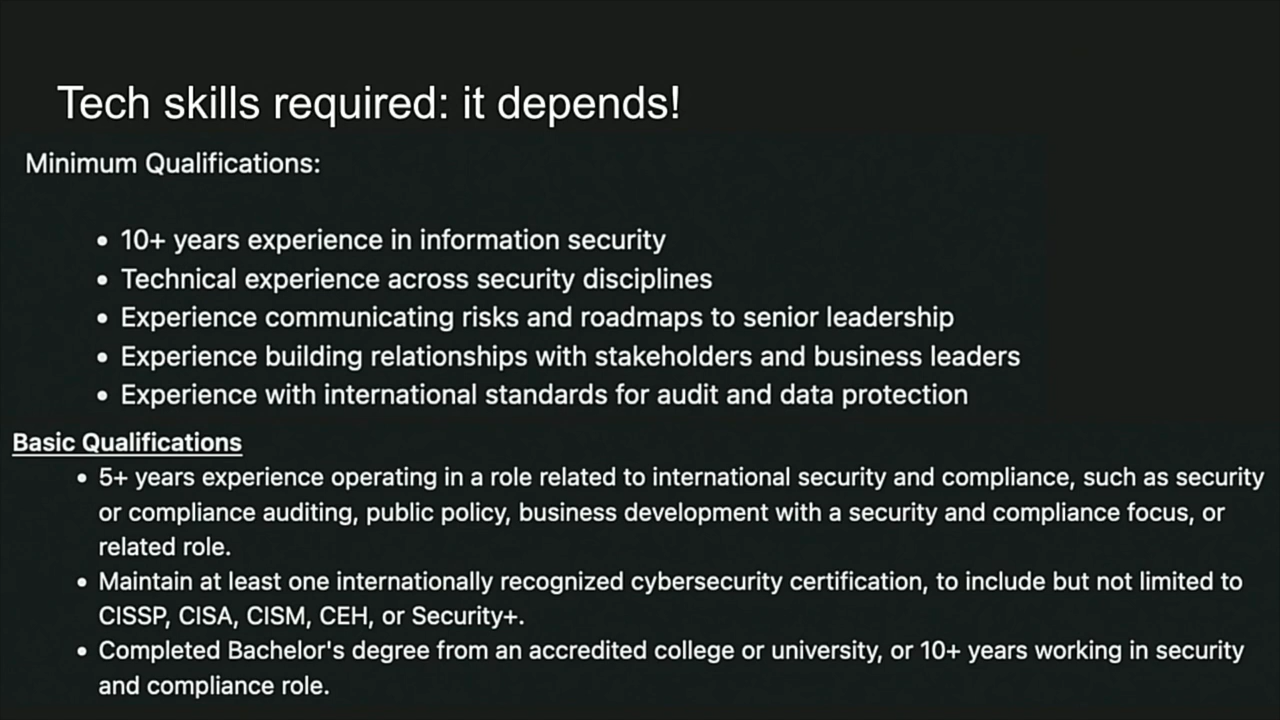 Tech skills required: it depends!
Minimum Qualifications:
• 10+ years experience in information security
• Technical experience across security disciplines
• Experience communicating risks and roadmaps to senior leadership
• Experience building relationships with stakeholders and business leaders
• Experience with international standards for audit and data protection
Basic Qualifications
• 5+ years experience operating in a role related to international security and compliance, such as security
or compliance auditing, public policy, business development with a security and compliance focus, or
related role.
• Maintain at least one internationally recognized cybersecurity certification, to include but not limited to
CISSP, CISA, CISM, CEH, or Security+.
• Completed Bachelor's degree from an accredited college or university, or 10+ years working in security
and compliance role.